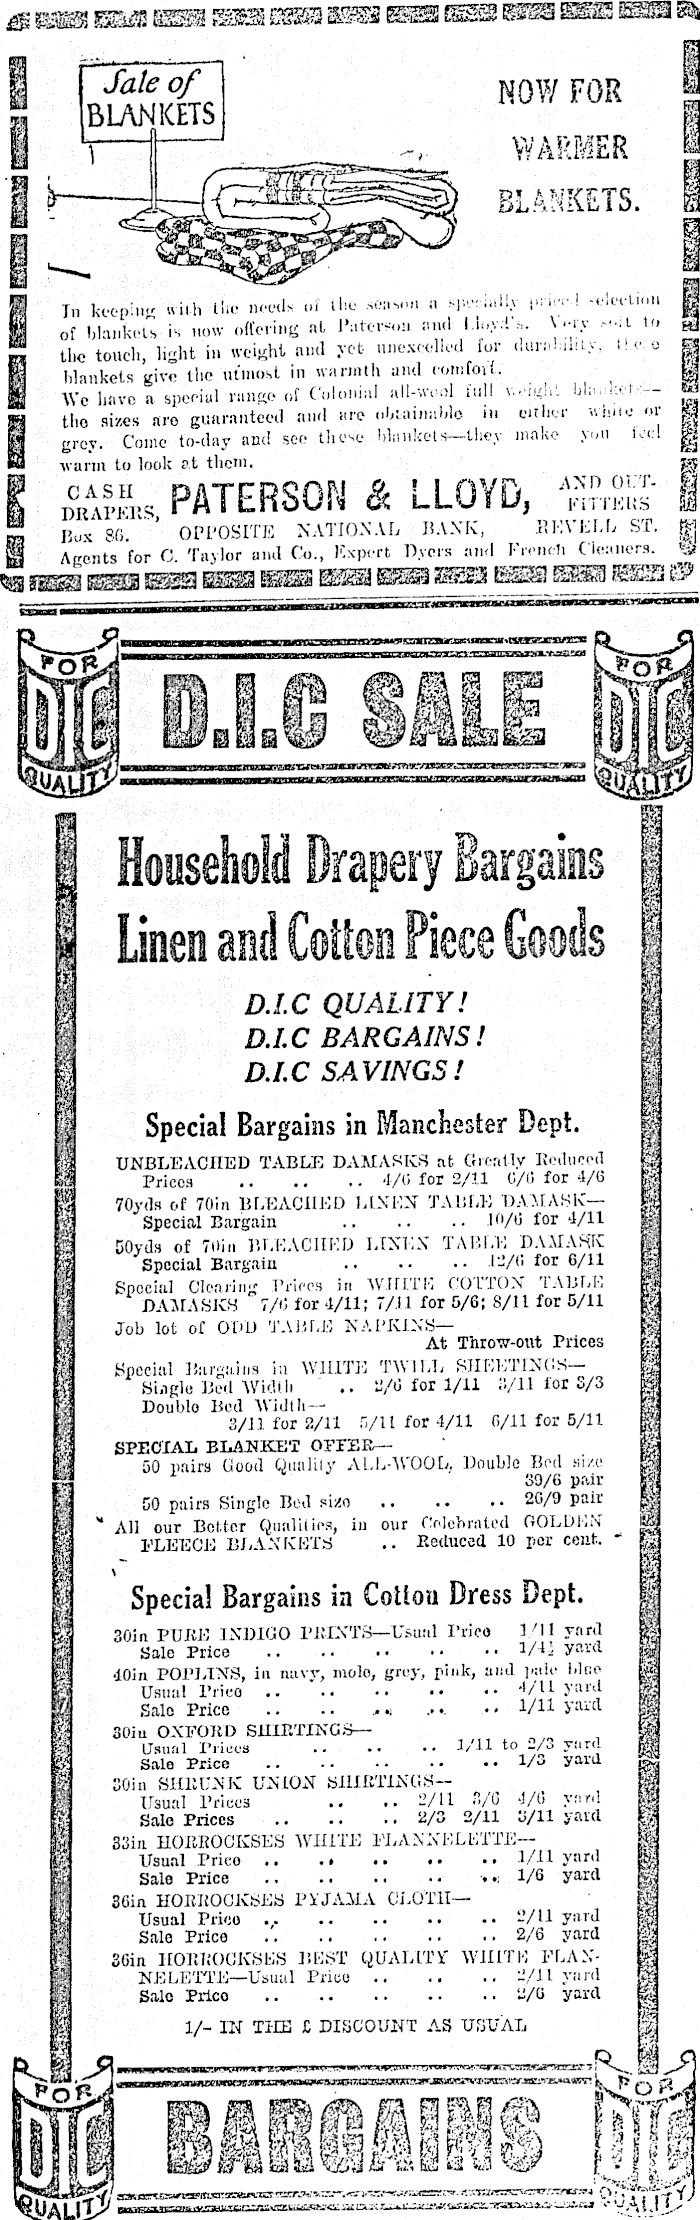 Sale of
BLANKETS
NOW FOR
WARMER
BLANKETS.
In keeping with the needs of the season a specially priced selection
of blankets is now offering at Paterson and Lloyd's. Very soft to
the touch, light in weight and yet unexcelled for durability, these
blankets give the utmost in warmth and comfort.
We have a special range of Colonial all-wool full weight blankets—
the sizes are guaranteed and are obtainable in either white or
grey. Come to-day and see these blankets—they make you feel
warm to look at them.
CASH
DRAPERS,
Box 86.
PATERSON & LLOYD,
AND OUT-
FITTERS
OPPOSITE NATIONAL BANK, REVELL ST.
Agents for C. Taylor and Co., Expert Dyers and French Cleaners.
FOR
DIC
QUALITY
D.I.C SALE
FOR
DIC
QUALITY
Household Drapery Bargains
Linen and Cotton Piece Goods
D.I.C QUALITY!
D.I.C BARGAINS!
D.I.C SAVINGS!
Special Bargains in Manchester Dept.
UNBLEACHED TABLE DAMASKS at Greatly Reduced
Prices .. .. .. 4/6 for 2/11 6/6 for 4/6
70yds of 70in BLEACHED LINEN TABLE DAMASK—
Special Bargain .. .. .. 10/6 for 4/11
50yds of 70in BLEACHED LINEN TABLE DAMASK
Special Bargain .. .. .. 12/6 for 6/11
Special Clearing Prices in WHITE COTTON TABLE
DAMASKS 7/6 for 4/11; 7/11 for 5/6; 8/11 for 5/11
Job lot of ODD TABLE NAPKINS—
At Throw-out Prices
Special Bargains in WHITE TWILL SHEETINGS—
Single Bed Width .. 2/6 for 1/11 3/11 for 3/3
Double Bed Width—
3/11 for 2/11 5/11 for 4/11 6/11 for 5/11
SPECIAL BLANKET OFFER—
50 pairs Good Quality ALL-WOOL, Double Bed size
39/6 pair
50 pairs Single Bed size .. .. .. 26/9 pair
All our Better Qualities, in our Celebrated GOLDEN
FLEECE BLANKETS .. Reduced 10 per cent.
Special Bargains in Cotton Dress Dept.
30in PURE INDIGO PRINTS—Usual Price 1/11 yard
Sale Price .. .. .. .. .. 1/4½ yard
40in POPLINS, in navy, mole, grey, pink, and pale blue
Usual Price .. .. .. .. .. 4/11 yard
Sale Price .. .. .. .. .. 1/11 yard
30in OXFORD SHIRTINGS—
Usual Prices .. .. .. 1/11 to 2/3 yard
Sale Price .. .. .. .. .. 1/3 yard
30in SHRUNK UNION SHIRTINGS—
Usual Prices .. .. 2/11 3/6 4/6 yard
Sale Prices .. .. .. 2/3 2/11 3/11 yard
33in HORROCKSES WHITE FLANNELETTE—
Usual Price .. .. .. .. .. 1/11 yard
Sale Price .. .. .. .. .. 1/6 yard
36in HORROCKSES PYJAMA CLOTH—
Usual Price .. .. .. .. .. 2/11 yard
Sale Price .. .. .. .. .. 2/6 yard
36in HORROCKSES BEST QUALITY WHITE FLAN-
NELETTE—Usual Price .. .. .. 2/11 yard
Sale Price .. .. .. .. .. 2/6 yard
1/- IN THE £ DISCOUNT AS USUAL
FOR
DIC
QUALITY
BARGAINS
FOR
DIC
QUALITY